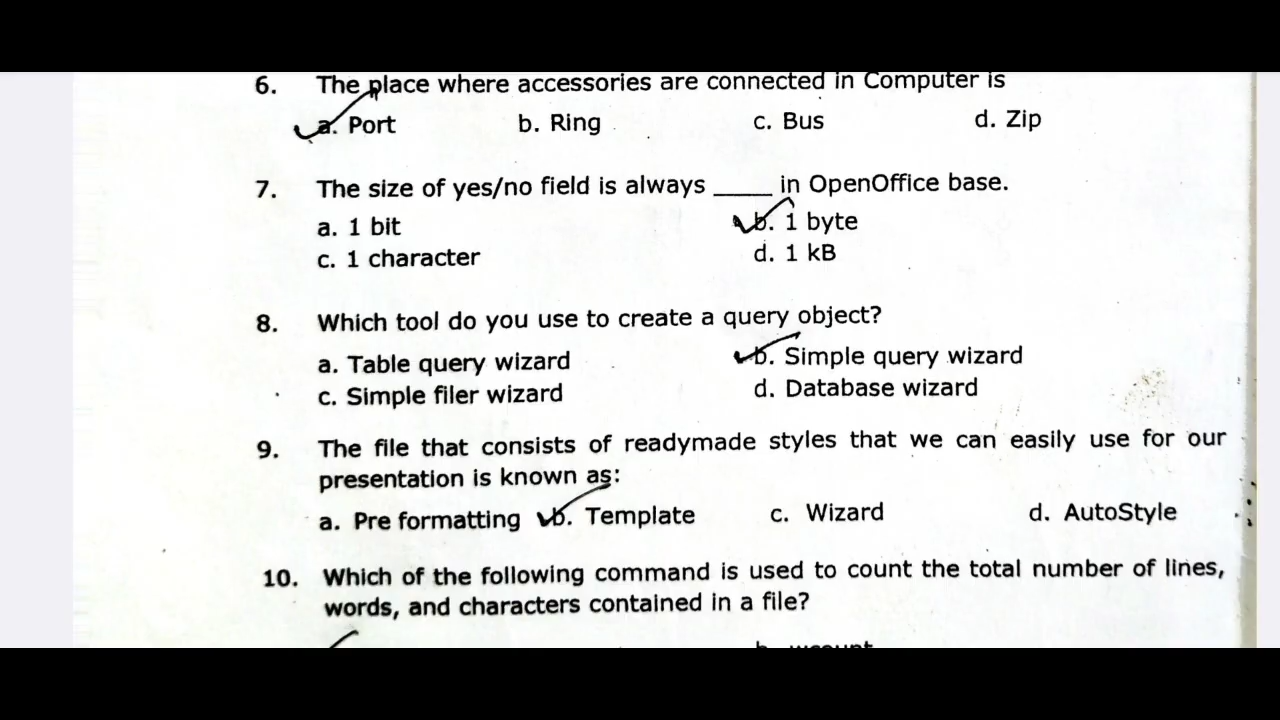 6. The place where accessories are connected in Computer is
a. Port b. Ring c. Bus d. Zip
7. The size of yes/no field is always ____ in OpenOffice base.
a. 1 bit b. 1 byte
c. 1 character d. 1 kB
8. Which tool do you use to create a query object?
a. Table query wizard b. Simple query wizard
c. Simple filer wizard d. Database wizard
9. The file that consists of readymade styles that we can easily use for our
presentation is known as:
a. Pre formatting b. Template c. Wizard d. AutoStyle
10. Which of the following command is used to count the total number of lines,
words, and characters contained in a file?